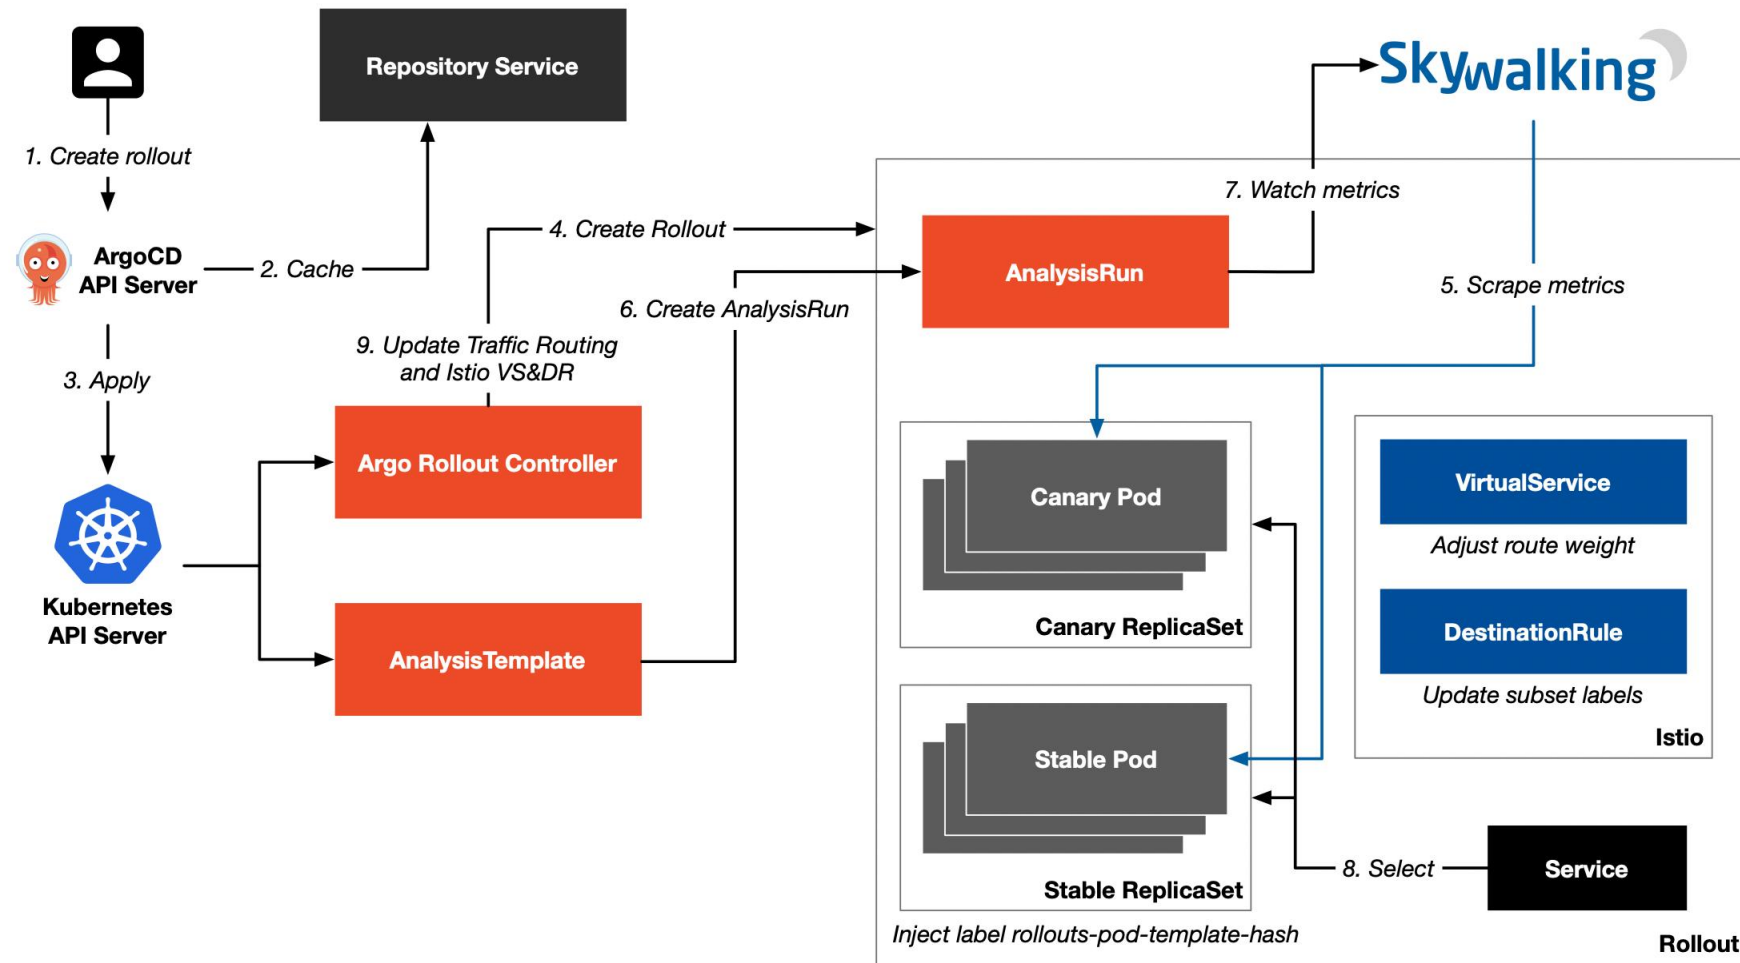 Repository Service
Skywalking
1. Create rollout
7. Watch metrics
4. Create Rollout
ArgoCD
API Server
2. Cache
AnalysisRun
5. Scrape metrics
6. Create AnalysisRun
9. Update Traffic Routing
and Istio VS&DR
3. Apply
Argo Rollout Controller
Canary Pod
VirtualService
Adjust route weight
Kubernetes
API Server
Canary ReplicaSet
DestinationRule
AnalysisTemplate
Update subset labels
Istio
Stable Pod
8. Select
Service
Stable ReplicaSet
Inject label rollouts-pod-template-hash
Rollout